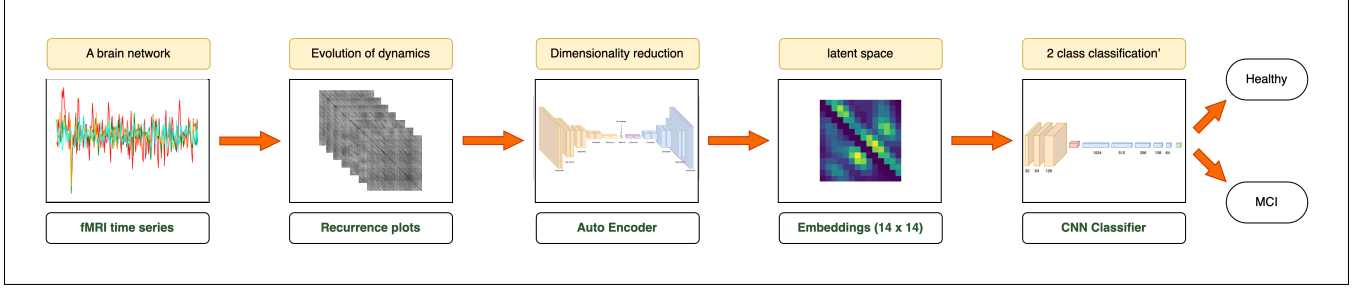 A brain network
Evolution of dynamics
Dimensionality reduction
latent space
2 class classification’
Healthy
1024
512
256
128
64
32
64
128
MCI
fMRI time series
Recurrence plots
Auto Encoder
Embeddings (14 x 14)
CNN Classifier